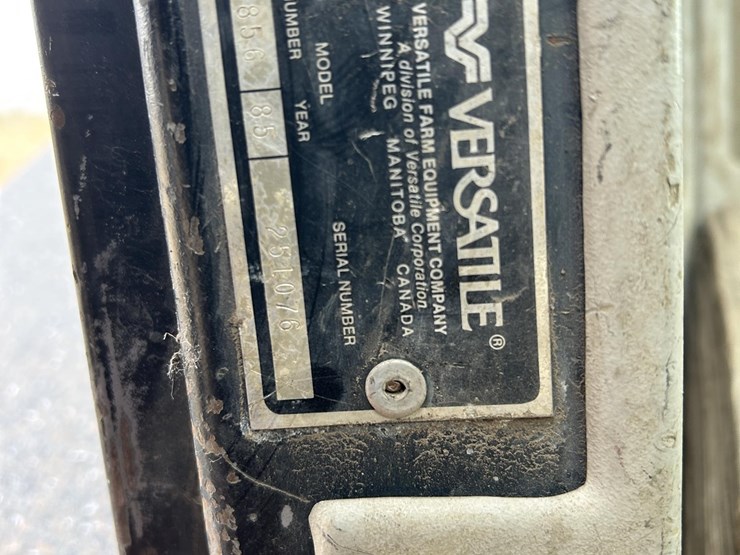 VERSATILE®
VERSATILE FARM EQUIPMENT COMPANY
A division of Versatile Corporation
WINNIPEG MANITOBA CANADA
MODEL YEAR SERIAL NUMBER
UMBER
856 85 251076